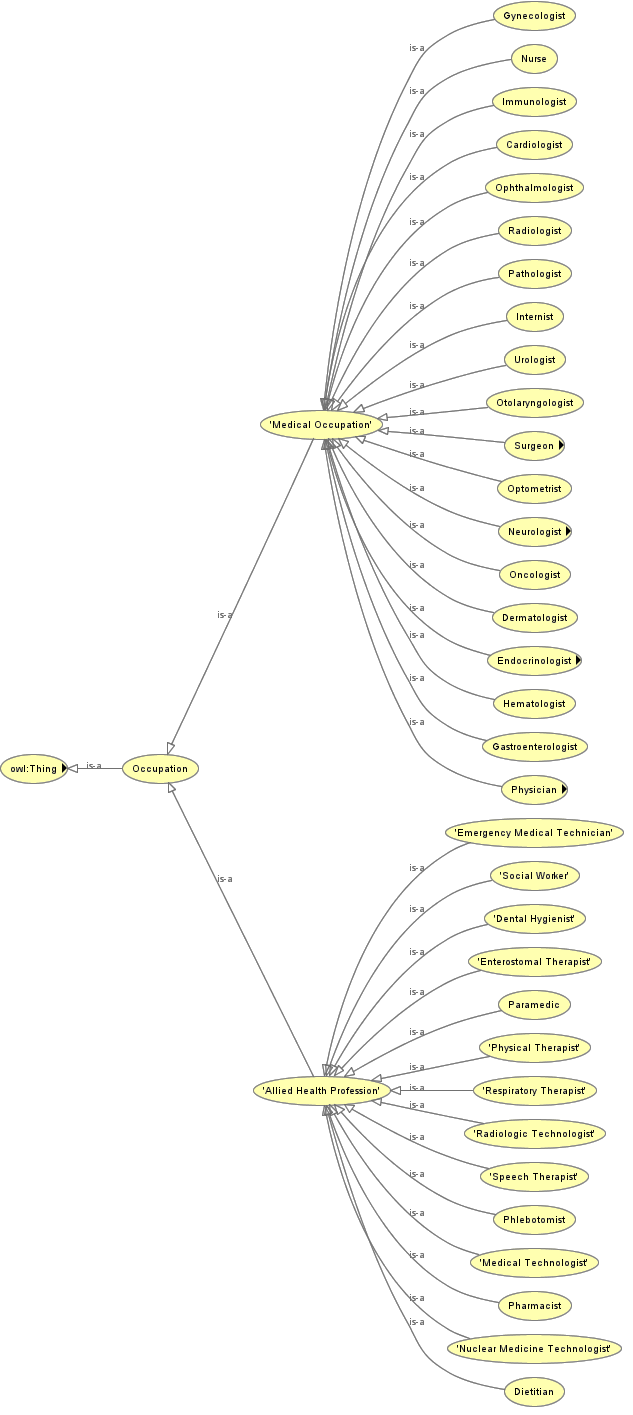 Gynecologist
is-a
Nurse
is-a
Immunologist
is-a
Cardiologist
is-a
Ophthalmologist
is-a
Radiologist
is-a
Pathologist
is-a
Internist
is-a
Urologist
is-a
Otolaryngologist
is-a
'Medical Occupation'
is-a
Surgeon
is-a
Optometrist
is-a
Neurologist
is-a
Oncologist
is-a
Dermatologist
is-a
Endocrinologist
is-a
Hematologist
is-a
Gastroenterologist
is-a
Physician
is-a
owl:Thing
is-a
Occupation
is-a
'Emergency Medical Technician'
is-a
'Social Worker'
is-a
'Dental Hygienist'
is-a
'Enterostomal Therapist'
is-a
Paramedic
is-a
'Physical Therapist'
is-a
'Allied Health Profession'
is-a
'Respiratory Therapist'
is-a
'Radiologic Technologist'
is-a
'Speech Therapist'
is-a
Phlebotomist
is-a
'Medical Technologist'
is-a
Pharmacist
is-a
'Nuclear Medicine Technologist'
is-a
Dietitian